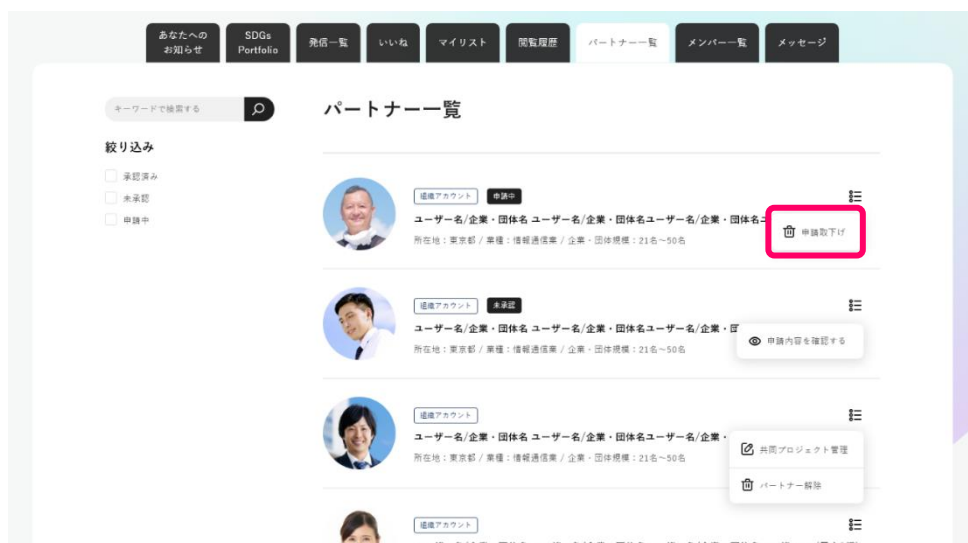 あなたへの
お知らせ
SDGs
Portfolio
発信一覧
いいね
マイリスト
閲覧履歴
パートナー一覧
メンバー一覧
メッセージ
キーワードで検索する
パートナー一覧
絞り込み
承認済み
未承認
申請中
組織アカウント 申請中
ユーザー名/企業・団体名 ユーザー名/企業・団体名ユーザー名/企業・団体名
所在地：東京都 / 業種：情報通信業 / 企業・団体規模：21名〜50名
申請取下げ
組織アカウント 未承認
ユーザー名/企業・団体名 ユーザー名/企業・団体名ユーザー名/企業・団
所在地：東京都 / 業種：情報通信業 / 企業・団体規模：21名〜50名
申請内容を確認する
組織アカウント
ユーザー名/企業・団体名 ユーザー名/企業・団体名ユーザー名/企業・
所在地：東京都 / 業種：情報通信業 / 企業・団体規模：21名〜50名
共同プロジェクト管理
パートナー解除
組織アカウント